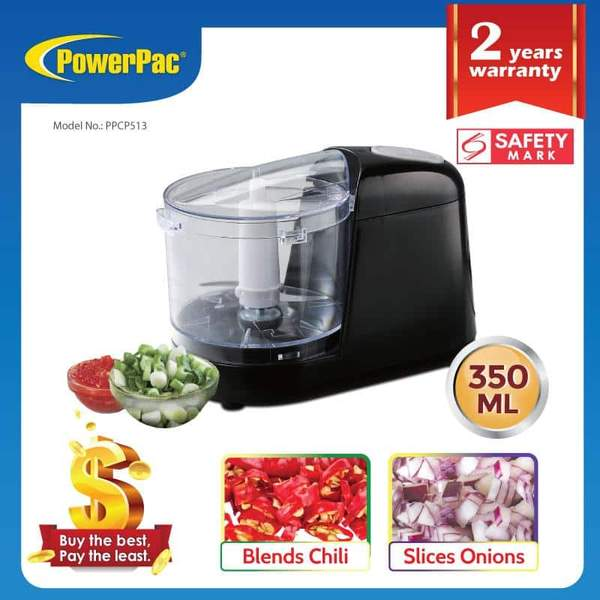 PowerPac®
Model No.: PPCP513
2 years
warranty
SAFETY
MARK
350
ML
$
Buy the best,
Pay the least.
Blends Chili
Slices Onions